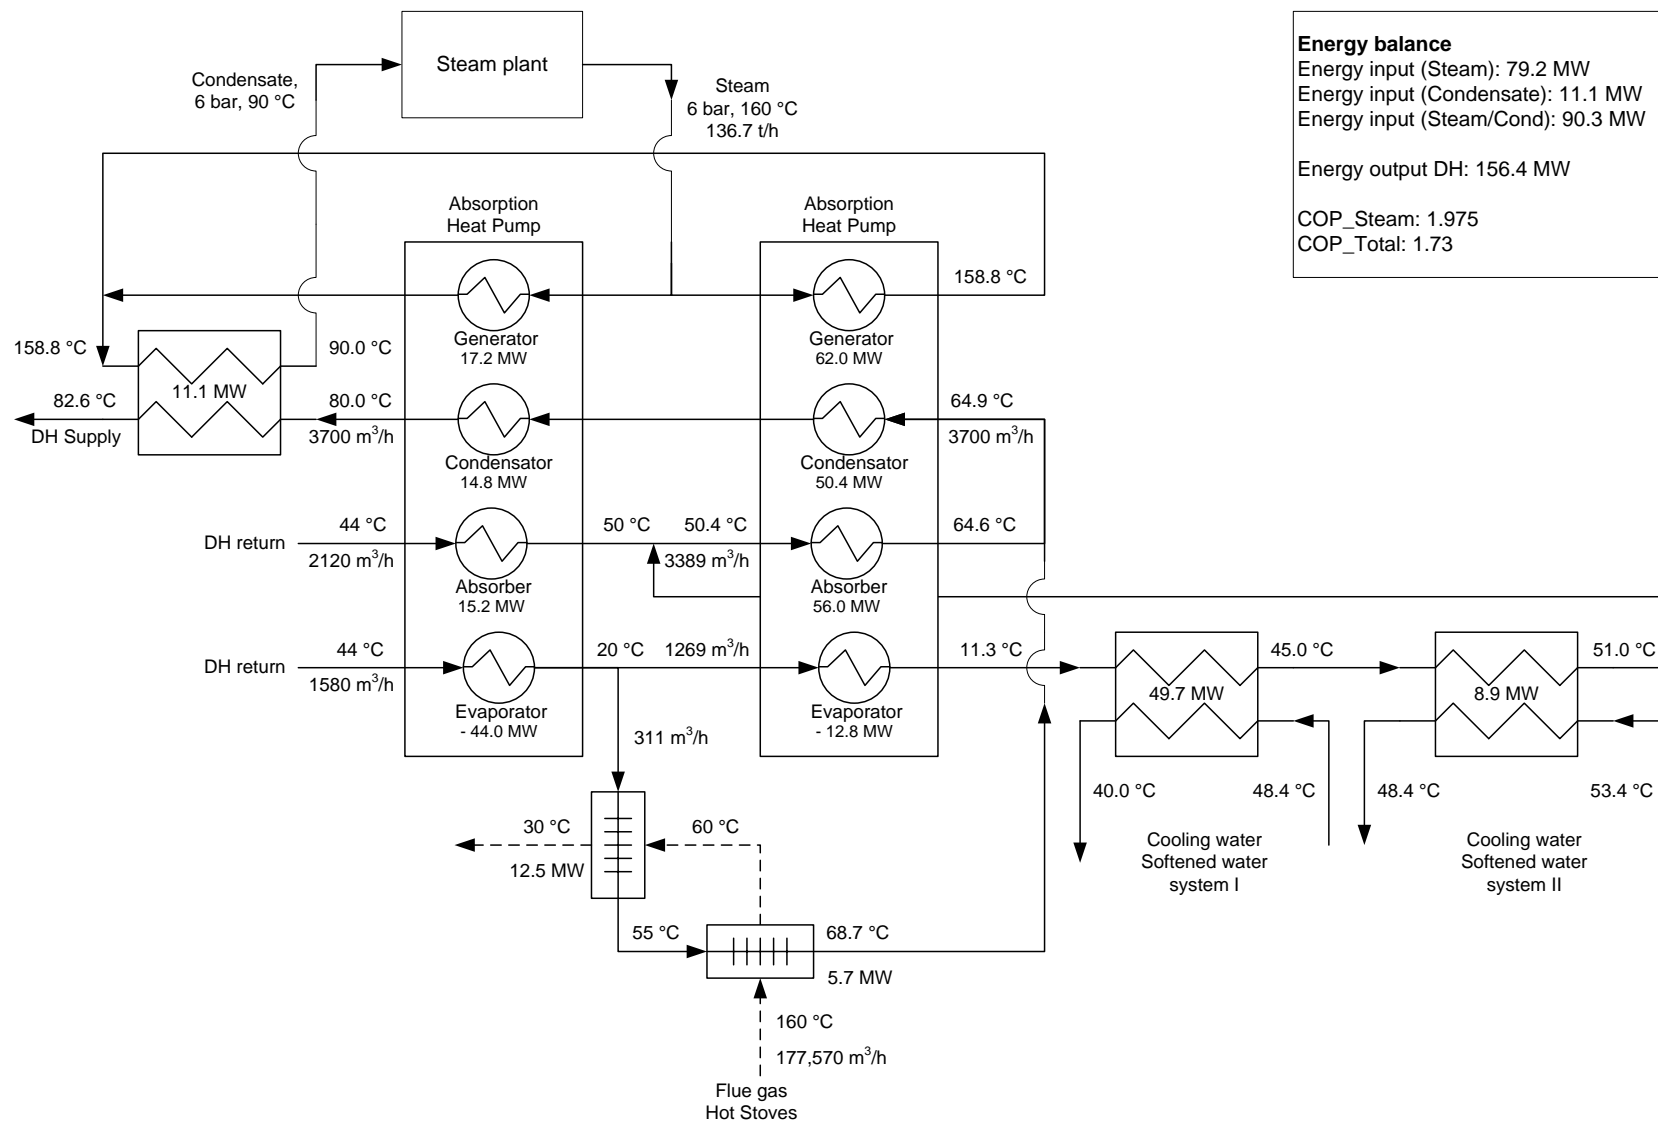 Energy balance
Energy input (Steam): 79.2 MW
Energy input (Condensate): 11.1 MW
Energy input (Steam/Cond): 90.3 MW
Energy output DH: 156.4 MW
COP_Steam: 1.975
COP_Total: 1.73
Steam plant
Condensate,
6 bar, 90 °C
Steam
6 bar, 160 °C
136.7 t/h
Absorption
Heat Pump
Absorption
Heat Pump
158.8 °C
Generator
17.2 MW
Generator
62.0 MW
158.8 °C
90.0 °C
11.1 MW
82.6 °C
DH Supply
80.0 °C
3700 m³/h
64.9 °C
3700 m³/h
Condensator
14.8 MW
Condensator
50.4 MW
DH return
44 °C
2120 m³/h
50 °C
50.4 °C
3389 m³/h
64.6 °C
Absorber
15.2 MW
Absorber
56.0 MW
DH return
44 °C
1580 m³/h
20 °C
1269 m³/h
11.3 °C
45.0 °C
51.0 °C
49.7 MW
8.9 MW
Evaporator
- 44.0 MW
Evaporator
- 12.8 MW
311 m³/h
40.0 °C
48.4 °C
48.4 °C
53.4 °C
Cooling water
Softened water
system I
Cooling water
Softened water
system II
30 °C
60 °C
12.5 MW
55 °C
68.7 °C
5.7 MW
160 °C
177,570 m³/h
Flue gas
Hot Stoves